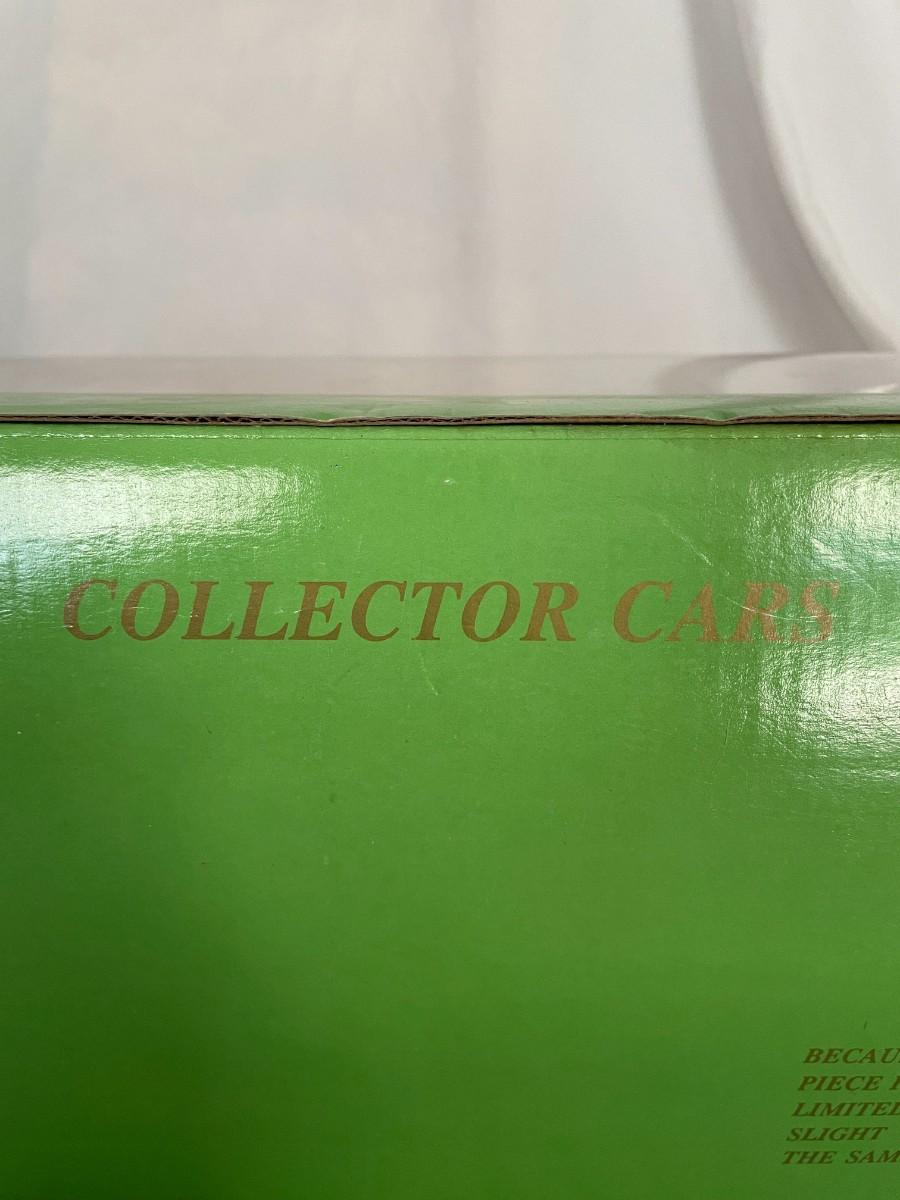 COLLECTOR CARS
BECAU
PIECE
LIMITED
SLIGHT
THE SAM